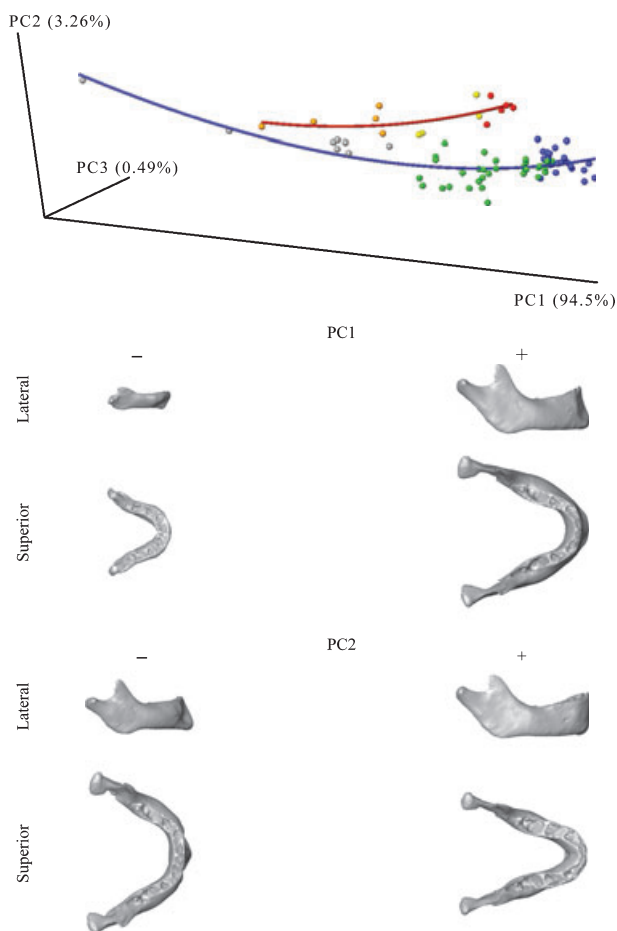 PC2 (3.26%)
PC3 (0.49%)
PC1 (94.5%)
PC1
− +
Lateral
Superior
PC2
− +
Lateral
Superior